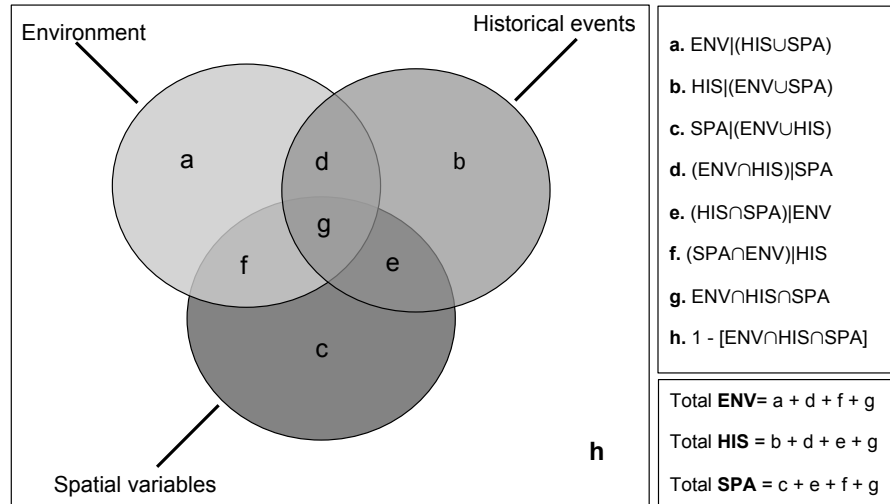 Environment
Historical events
a
d
b
g
f
e
c
h
Spatial variables
a. ENV|(HIS∪SPA)
b. HIS|(ENV∪SPA)
c. SPA|(ENV∪HIS)
d. (ENV∩HIS)|SPA
e. (HIS∩SPA)|ENV
f. (SPA∩ENV)|HIS
g. ENV∩HIS∩SPA
h. 1 - [ENV∩HIS∩SPA]
Total ENV= a + d + f + g
Total HIS = b + d + e + g
Total SPA = c + e + f + g